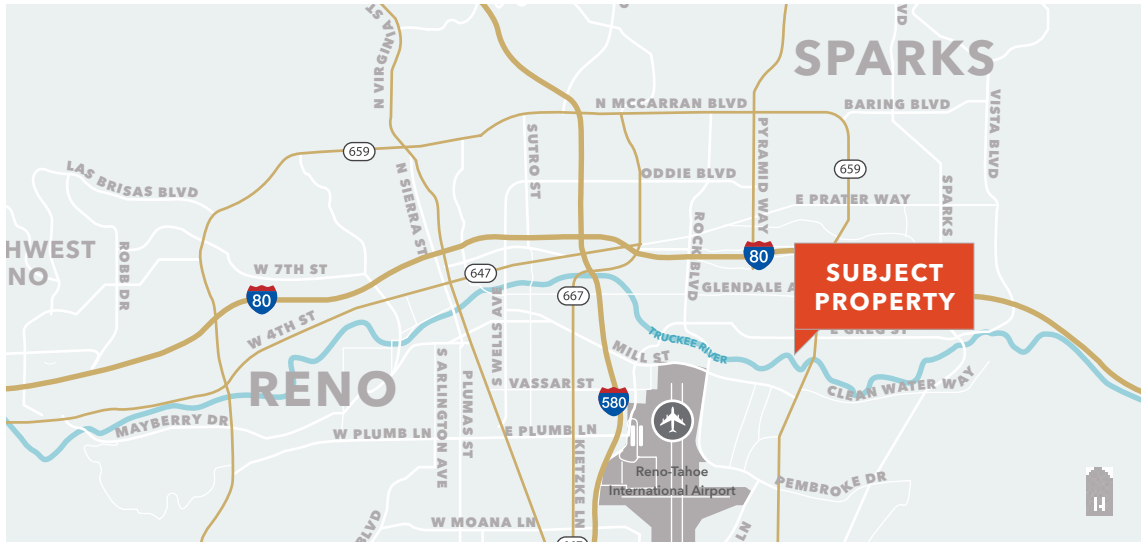 N VIRGINIA ST
SPARKS
N MCCARRAN BLVD
BARING BLVD
VISTA BLVD
PYRAMID WAY
SUTRO ST
659
LAS BRISAS BLVD
N SIERRA ST
ODDIE BLVD
659
E PRATER WAY
SPARKS
ROBB DR
ROCK BLVD
W 7TH ST
80
647
667
80
GLENDALE
SUBJECT
PROPERTY
W 4TH ST
S WELLS AVE
E GREG ST
TRUCKEE RIVER
MILL ST
RENO
S ARLINGTON AVE
PLUMAS ST
VASSAR ST
580
CLEAN WATER WAY
MAYBERRY DR
W PLUMB LN
E PLUMB LN
KIETZKE LN
Reno-Tahoe
International Airport
PEMBROKE DR
W MOANA LN
BLVD